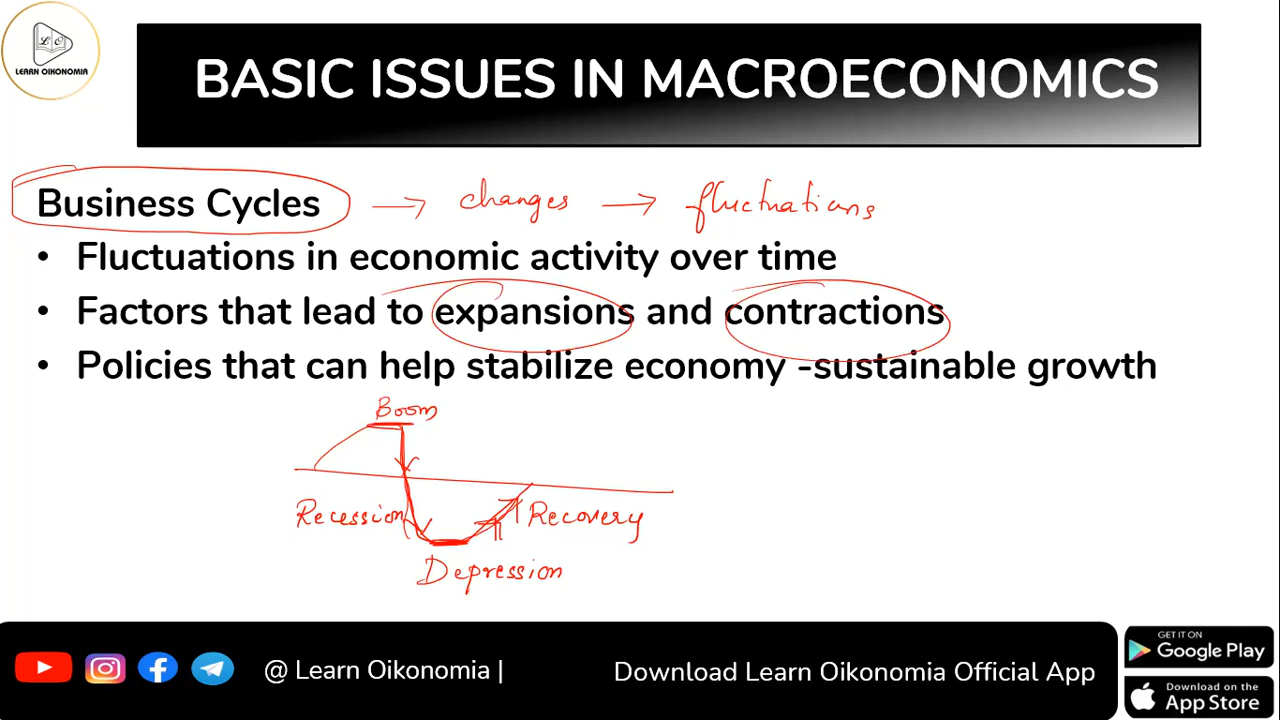 LO
LEARN OIKONOMIA
BASIC ISSUES IN MACROECONOMICS
Business Cycles → changes → fluctuations
• Fluctuations in economic activity over time
• Factors that lead to expansions and contractions
• Policies that can help stabilize economy -sustainable growth
Boom
Recession
Recovery
Depression
@ Learn Oikonomia |
Download Learn Oikonomia Official App
GET IT ON
Google Play
Download on the
App Store